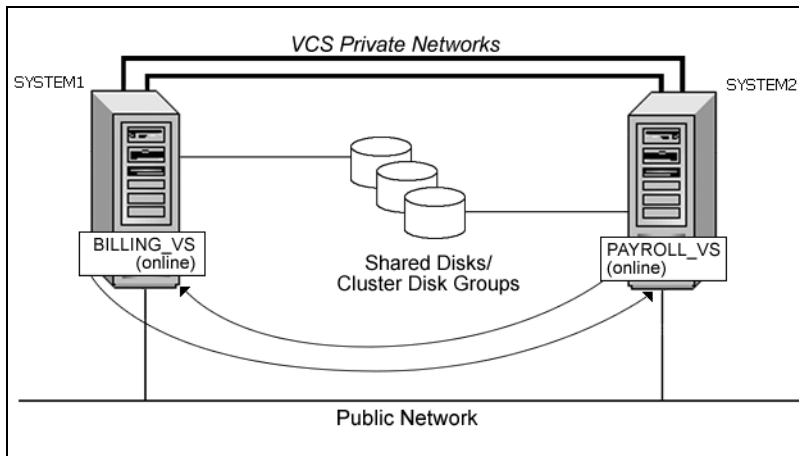 VCS Private Networks
SYSTEM1
SYSTEM2
BILLING_VS
(online)
PAYROLL_VS
(online)
Shared Disks/
Cluster Disk Groups
Public Network